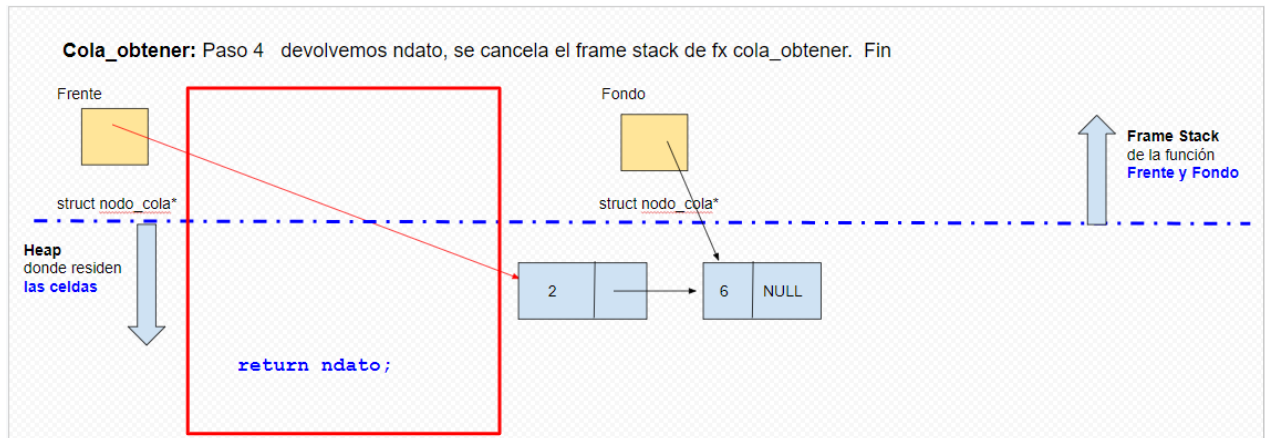 Cola_obtener: Paso 4 devolvemos ndato, se cancela el frame stack de fx cola_obtener. Fin
Frente
Fondo
Frame Stack
de la función
Frente y Fondo
struct nodo_cola*
struct nodo_cola*
Heap
donde residen
las celdas
2
6 NULL
return ndato;